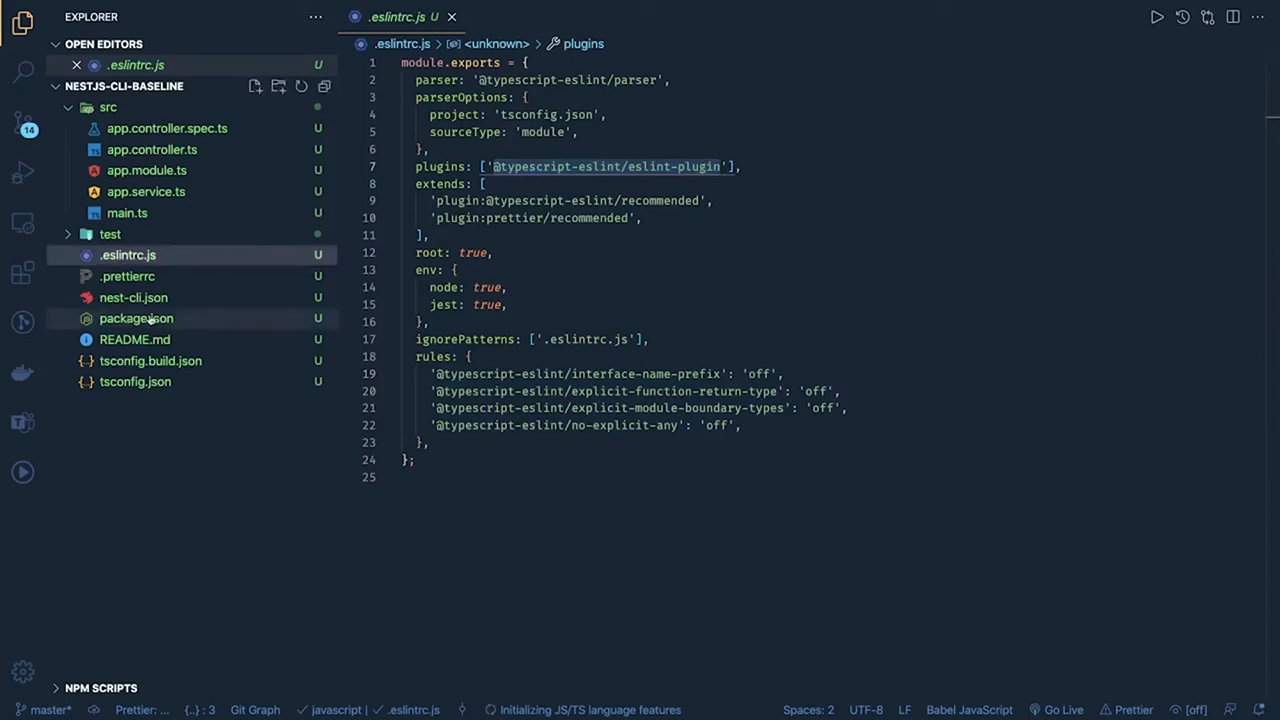 EXPLORER
OPEN EDITORS
.eslintrc.js U
NESTJS-CLI-BASELINE
src
app.controller.spec.ts U
app.controller.ts U
app.module.ts U
app.service.ts U
main.ts U
test
.eslintrc.js U
.prettierrc U
nest-cli.json U
package.json U
README.md U
tsconfig.build.json U
tsconfig.json U
NPM SCRIPTS
14
.eslintrc.js U
.eslintrc.js > <unknown> > plugins
1 module.exports = {
2 parser: '@typescript-eslint/parser',
3 parserOptions: {
4 project: 'tsconfig.json',
5 sourceType: 'module',
6 },
7 plugins: ['@typescript-eslint/eslint-plugin'],
8 extends: [
9 'plugin:@typescript-eslint/recommended',
10 'plugin:prettier/recommended',
11 ],
12 root: true,
13 env: {
14 node: true,
15 jest: true,
16 },
17 ignorePatterns: ['.eslintrc.js'],
18 rules: {
19 '@typescript-eslint/interface-name-prefix': 'off',
20 '@typescript-eslint/explicit-function-return-type': 'off',
21 '@typescript-eslint/explicit-module-boundary-types': 'off',
22 '@typescript-eslint/no-explicit-any': 'off',
23 },
24 };
25
master* Prettier: ... {..} : 3 Git Graph javascript | .eslintrc.js Initializing JS/TS language features Spaces: 2 UTF-8 LF Babel JavaScript Go Live Prettier [off]